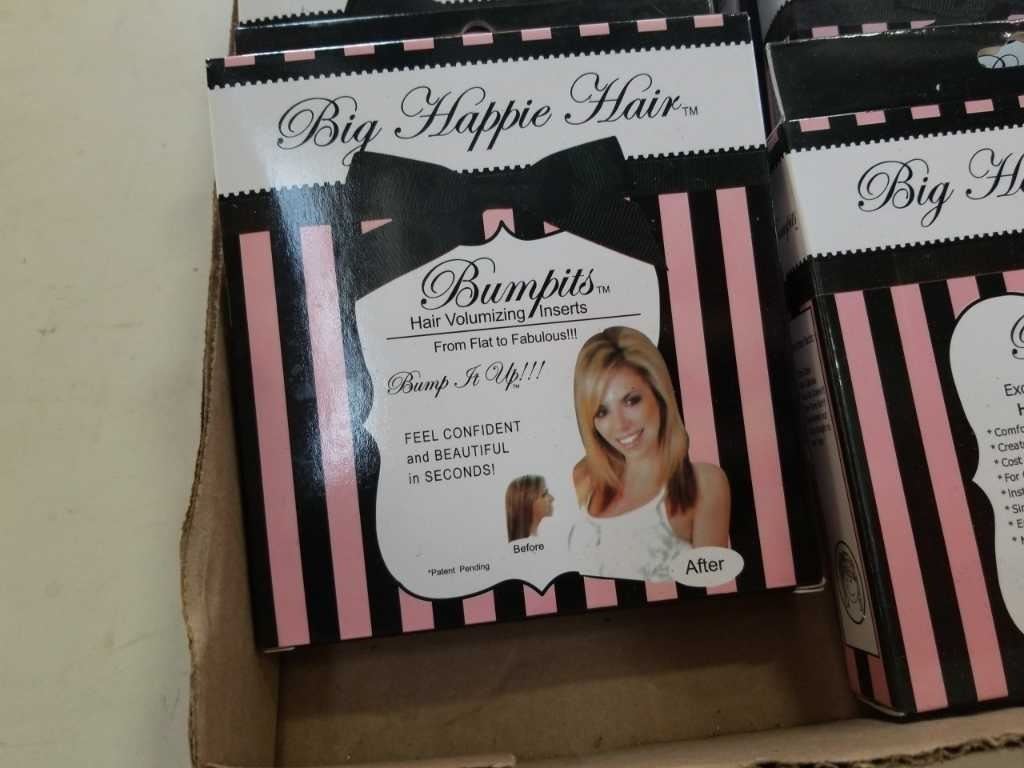 Big Happie Hair™
Bumpits™
Hair Volumizing Inserts
From Flat to Fabulous!!!
Bump It Up!!!™
FEEL CONFIDENT
and BEAUTIFUL
in SECONDS!
Before
*Patent Pending
After
Big